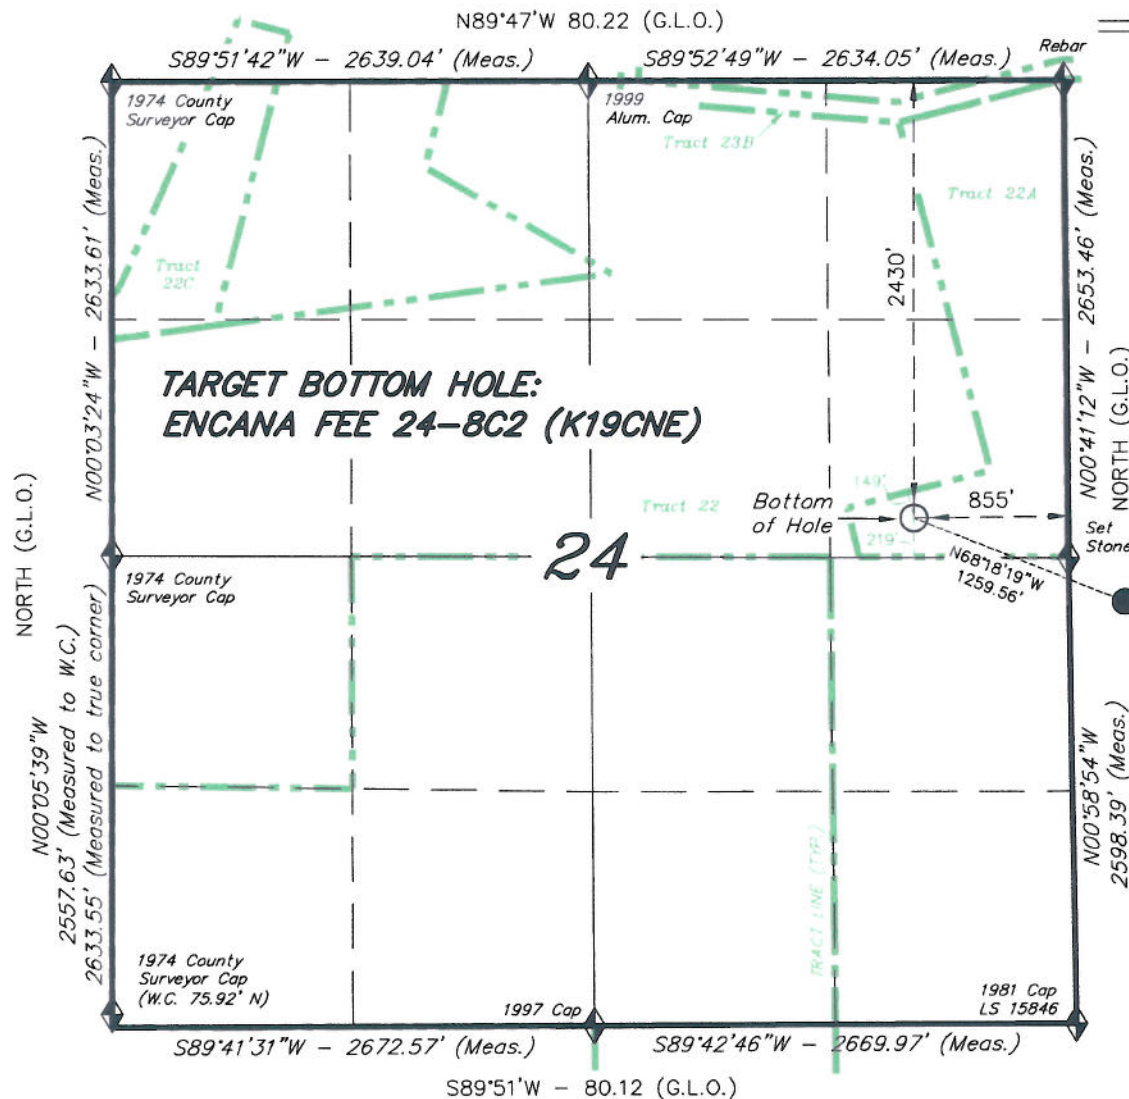 N89°47'W 80.22 (G.L.O.)
S89°51'42"W – 2639.04' (Meas.)
S89°52'49"W – 2634.05' (Meas.)
Rebar
1974 County
Surveyor Cap
1999
Alum. Cap
Tract 23B
Tract 22A
Tract
22C
N00°03'24"W – 2633.61' (Meas.)
2430'
N00°41'12"W – 2653.46' (Meas.)
NORTH (G.L.O.)
TARGET BOTTOM HOLE:
ENCANA FEE 24–8C2 (K19CNE)
149'
Tract 22
Bottom
of Hole
855'
219'
Set
Stone
24
N68°18'19"W
1259.56'
NORTH (G.L.O.)
1974 County
Surveyor Cap
N00°05'39"W
2557.63' (Measured to W.C.)
2633.55' (Measured to true corner)
TRACT LINE (TYP.)
N00°58'54"W
2598.39' (Meas.)
1974 County
Surveyor Cap
(W.C. 75.92' N)
1997 Cap
1981 Cap
LS 15846
S89°41'31"W – 2672.57' (Meas.)
S89°42'46"W – 2669.97' (Meas.)
S89°51'W – 80.12 (G.L.O.)